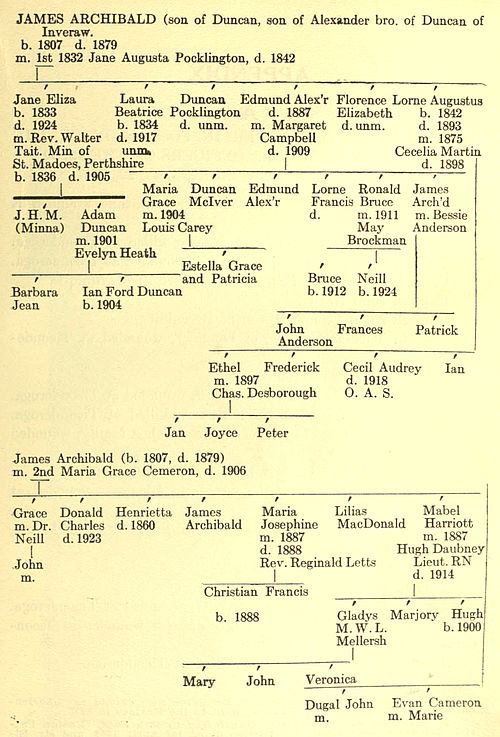 JAMES ARCHIBALD (son of Duncan, son of Alexander bro. of Duncan of
Inveraw.
b. 1807 d. 1879
m. 1st 1832 Jane Augusta Pocklington, d. 1842
Jane Eliza
b. 1833
d. 1924
m. Rev. Walter
Tait. Min of
St. Madoes, Perthshire
b. 1836 d. 1905
Laura
Beatrice
b. 1834
d. 1917
unm.
Duncan
Pocklington
d. unm.
Edmund Alex'r
d. 1887
m. Margaret
Campbell
d. 1909
Florence
Elizabeth
d. unm.
Lorne Augustus
b. 1842
d. 1893
m. 1875
Cecelia Martin
d. 1898
J. H. M.
(Minna)
Adam
Duncan
m. 1901
Evelyn Heath
Maria
Grace
m. 1904
Louis Carey
Duncan
McIver
Edmund
Alex'r
Lorne
Francis
d.
Ronald
Bruce
m. 1911
May
Brockman
James
Arch'd
m. Bessie
Anderson
Barbara
Jean
Ian Ford Duncan
b. 1904
Estella Grace
and Patricia
Bruce
b. 1912
Neill
b. 1924
John
Anderson
Frances
Patrick
Ethel
m. 1897
Chas. Desborough
Frederick
Cecil Audrey
d. 1918
O. A. S.
Ian
Jan
Joyce
Peter
James Archibald (b. 1807, d. 1879)
m. 2nd Maria Grace Cemeron, d. 1906
Grace
m. Dr.
Neill
John
m.
Donald
Charles
d. 1923
Henrietta
d. 1860
James
Archibald
Maria
Josephine
m. 1887
d. 1888
Rev. Reginald Letts
Lilias
MacDonald
Mabel
Harriott
m. 1887
Hugh Daubney
Lieut. RN
d. 1914
Christian Francis
b. 1888
Gladys
M. W. L.
Mellersh
Marjory
Hugh
b. 1900
Mary
John
Veronica
Dugal John
m.
Evan Cameron
m. Marie